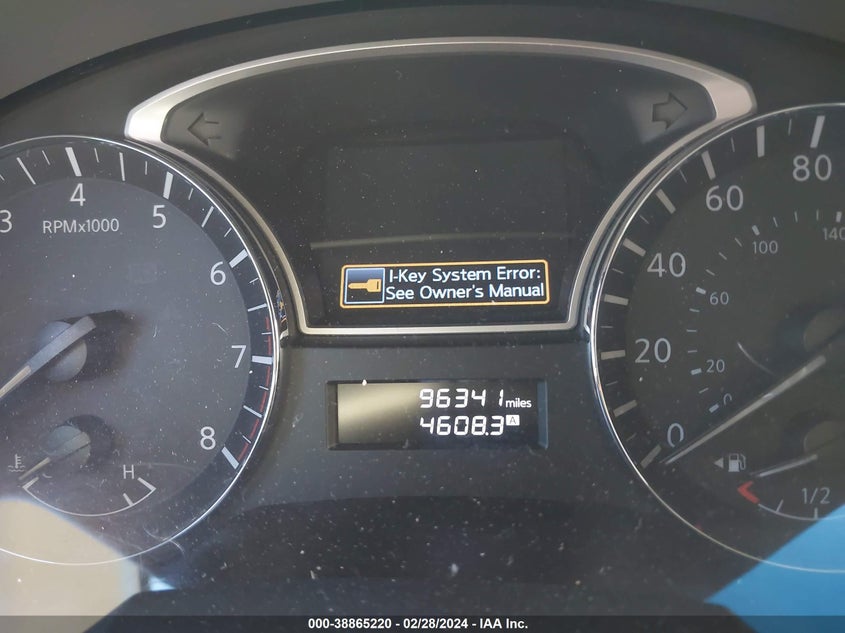 3
4
5
6
7
8
RPMx1000
H
I-Key System Error:
See Owner's Manual
96341 miles
4608.3 A
0
20
40
60
80
0
20
60
100
140
1/2
000-38865220 - 02/28/2024 - IAA Inc.